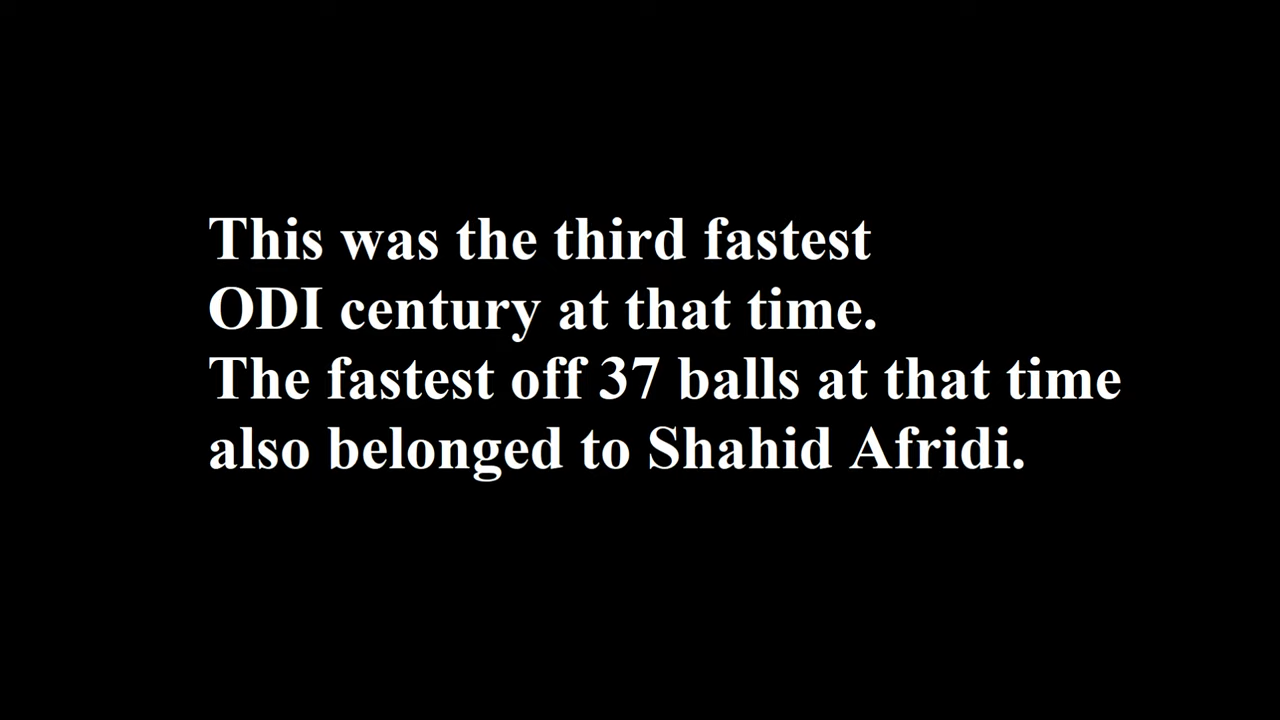 This was the third fastest
ODI century at that time.
The fastest off 37 balls at that time
also belonged to Shahid Afridi.